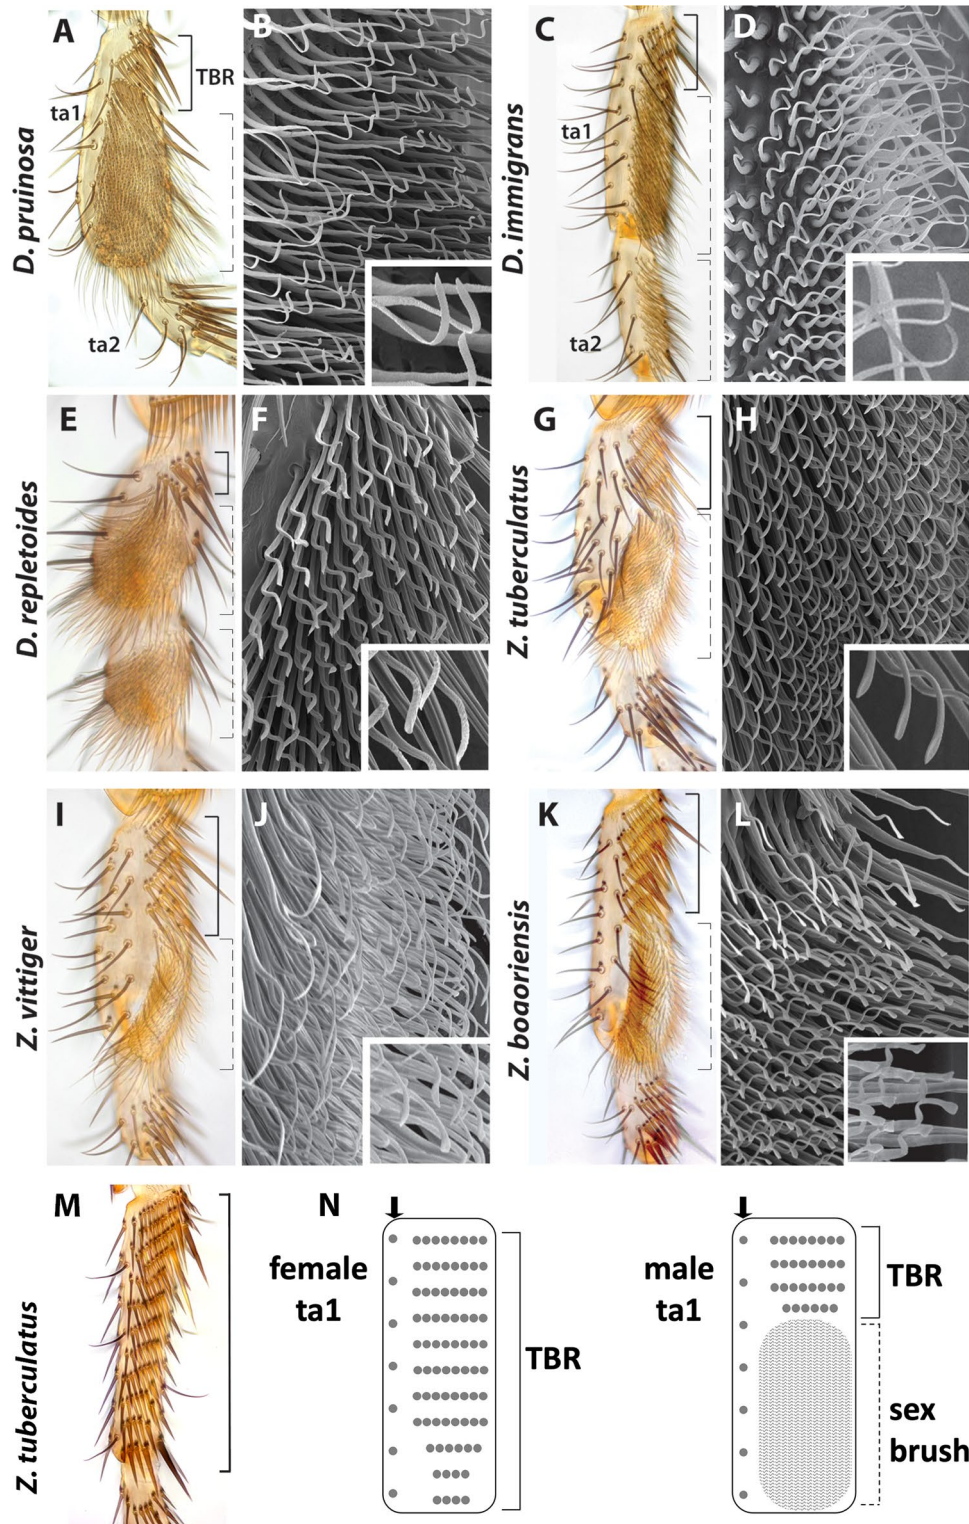 A
B
C
D
TBR
ta1
ta2
D. pruinosa
ta1
ta2
D. immigrans
E
F
G
H
D. repletoides
Z. tuberculatus
I
J
K
L
Z. vittiger
Z. boaoriensis
M
N
Z. tuberculatus
female
ta1
TBR
male
ta1
TBR
sex
brush